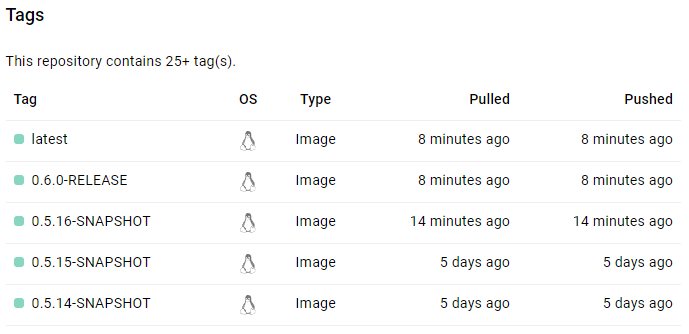 Tags
This repository contains 25+ tag(s).
Tag OS Type Pulled Pushed
latest Image 8 minutes ago 8 minutes ago
0.6.0-RELEASE Image 8 minutes ago 8 minutes ago
0.5.16-SNAPSHOT Image 14 minutes ago 14 minutes ago
0.5.15-SNAPSHOT Image 5 days ago 5 days ago
0.5.14-SNAPSHOT Image 5 days ago 5 days ago